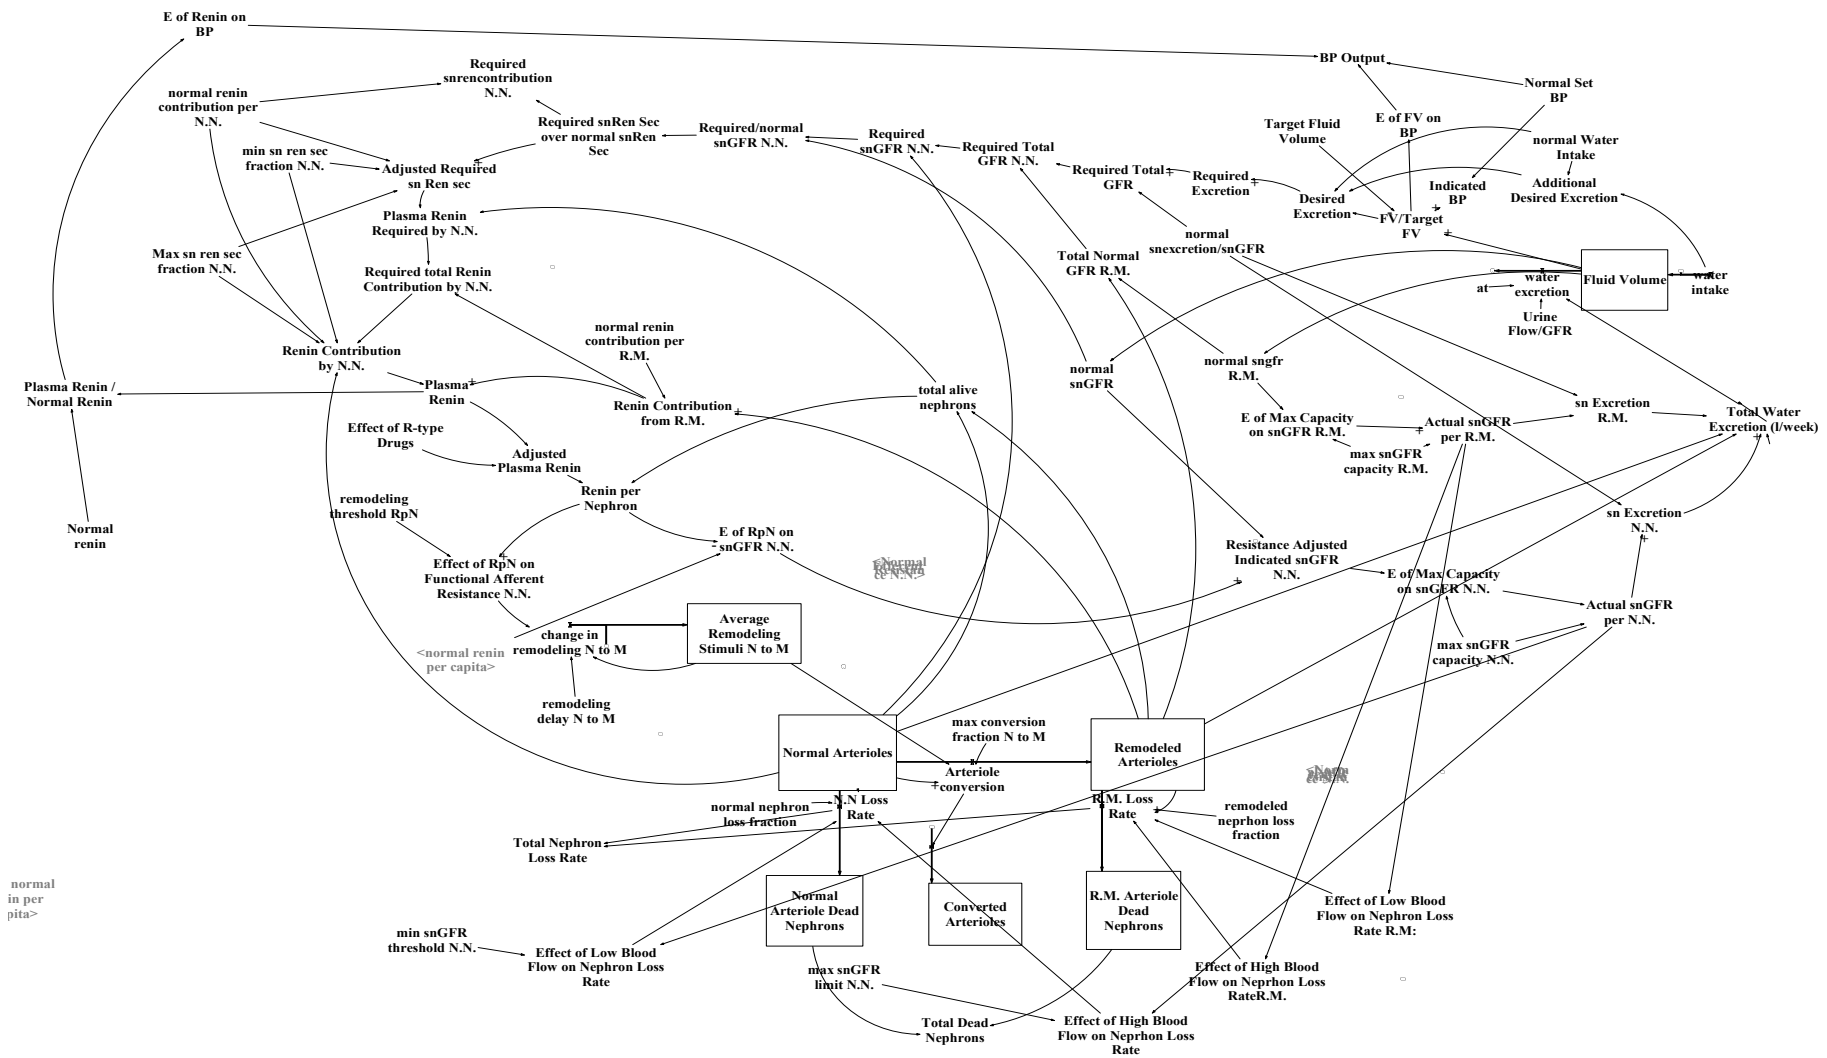 E of Renin on
BP
BP Output
Required
snrencontribution
N.N.
Normal Set
BP
normal renin
contribution per
N.N.
E of FV on
BP
Target Fluid
Volume
Required snRen Sec
over normal snRen
Sec
Required/normal
snGFR N.N.
Required
snGFR N.N.
normal Water
Intake
min sn ren sec
fraction N.N.
Required Total
GFR N.N.
Adjusted Required
sn Ren sec
Required Total
GFR
Required
Excretion
Additional
Desired Excretion
Indicated
BP
Desired
Excretion
Plasma Renin
Required by N.N.
FV/Target
FV
normal
snexcretion/snGFR
Max sn ren sec
fraction N.N.
Total Normal
GFR R.M.
Required total Renin
Contribution by N.N.
Fluid Volume
water
intake
at
water
excretion
Urine
Flow/GFR
normal renin
contribution per
R.M.
Renin Contribution
by N.N.
normal
snGFR
normal sngfr
R.M.
Plasma Renin /
Normal Renin
Plasma
Renin
total alive
nephrons
Renin Contribution
from R.M.
sn Excretion
R.M.
Total Water
Excretion (l/week)
E of Max Capacity
on snGFR R.M.
Actual snGFR
per R.M.
Effect of R-type
Drugs
max snGFR
capacity R.M.
Adjusted
Plasma Renin
Renin per
Nephron
remodeling
threshold RpN
sn Excretion
N.N.
Normal
renin
E of RpN on
snGFR N.N.
Resistance Adjusted
Indicated snGFR
N.N.
Effect of RpN on
Functional Afferent
Resistance N.N.
<Normal
ce N.N.>
E of Max Capacity
on snGFR N.N.
Actual snGFR
per N.N.
Average
Remodeling
Stimuli N to M
change in
remodeling N to M
<normal renin
per capita>
max snGFR
capacity N.N.
remodeling
delay N to M
max conversion
fraction N to M
Normal Arterioles
Remodeled
Arterioles
Arteriole
conversion
normal nephron
loss fraction
N.N Loss
Rate
R.M. Loss
Rate
remodeled
neprhon loss
fraction
Total Nephron
Loss Rate
normal
in per
pita>
Normal
Arteriole Dead
Nephrons
Converted
Arterioles
R.M. Arteriole
Dead
Nephrons
Effect of Low Blood
Flow on Nephron Loss
Rate R.M:
min snGFR
threshold N.N.
Effect of Low Blood
Flow on Nephron Loss
Rate
max snGFR
limit N.N.
Effect of High Blood
Flow on Neprhon Loss
RateR.M.
Total Dead
Nephrons
Effect of High Blood
Flow on Neprhon Loss
Rate